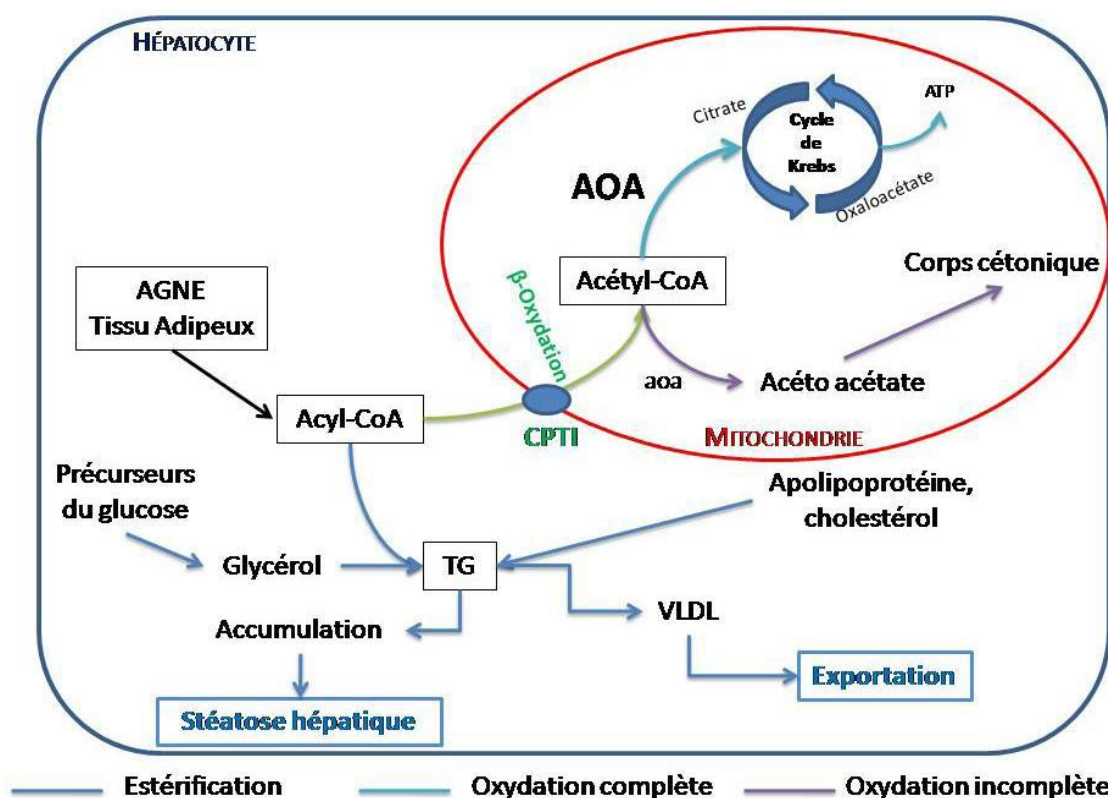 HÉPATOCYTE
Citrate
Cycle
de
Krebs
ATP
Oxaloacétate
AOA
Acétyl-CoA
Corps cétonique
AGNE
Tissu Adipeux
β-Oxydation
aoa
Acéto acétate
Acyl-CoA
CPTI
MITOCHONDRIE
Précurseurs
du glucose
Apolipoprotéine,
cholestérol
Glycérol
TG
Accumulation
VLDL
Exportation
Stéatose hépatique
Estérification
Oxydation complète
Oxydation incomplète